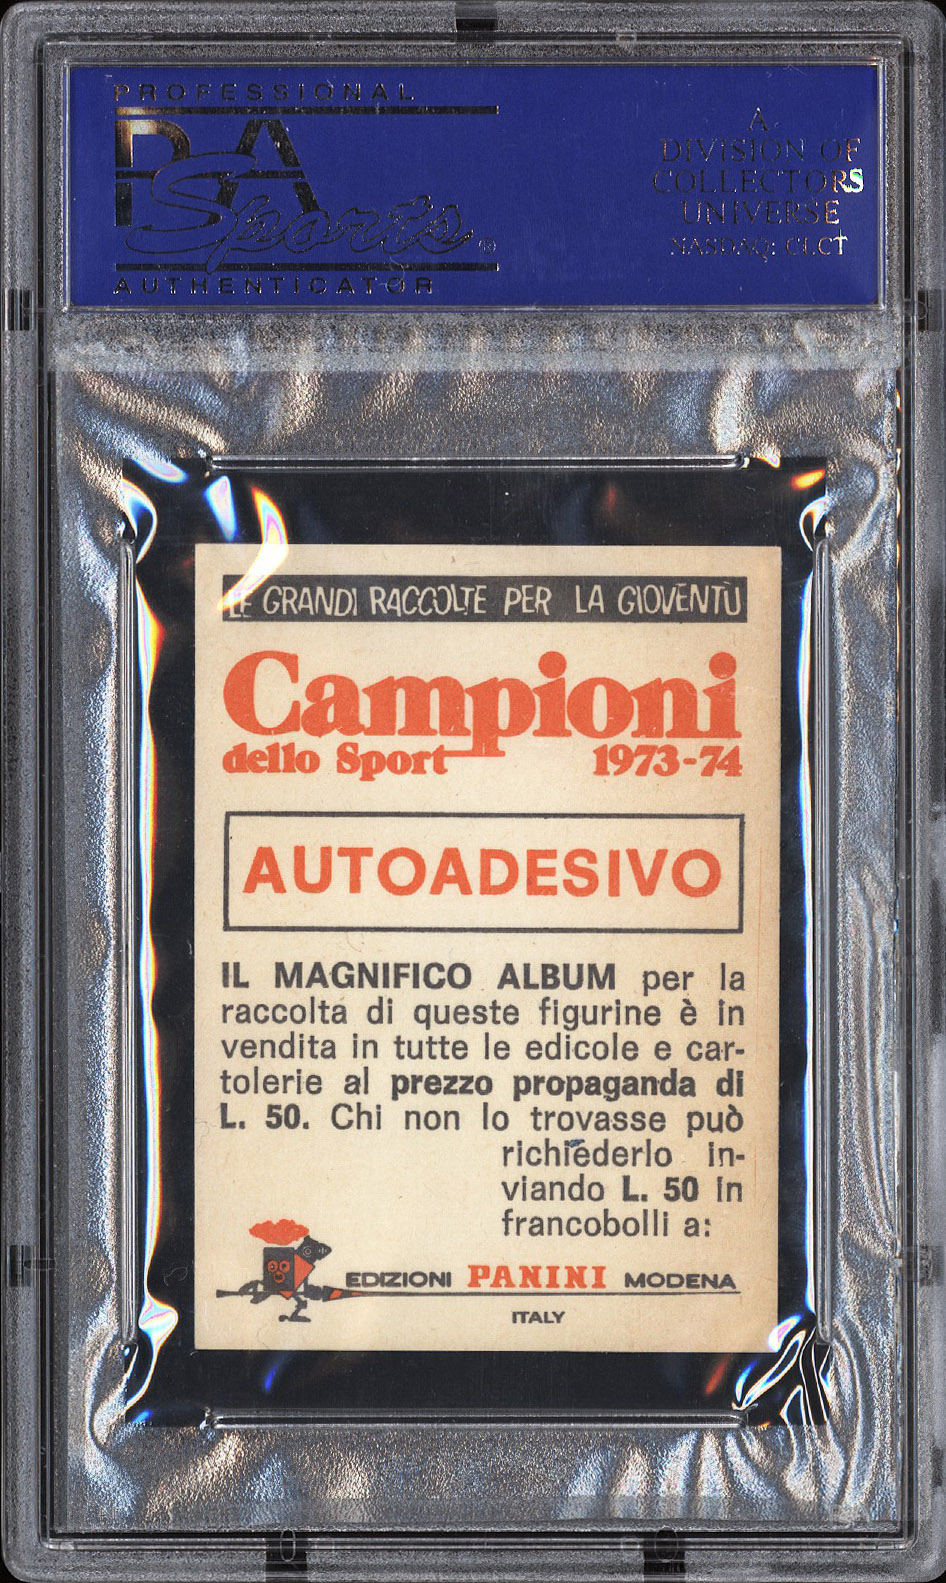 PROFESSIONAL
PSA
Sports®
AUTHENTICATOR
A
DIVISION OF
COLLECTORS
UNIVERSE
NASDAQ: CLCT
LE GRANDI RACCOLTE PER LA GIOVENTÙ
Campioni
dello Sport 1973-74
AUTOADESIVO
IL MAGNIFICO ALBUM per la
raccolta di queste figurine è in
vendita in tutte le edicole e car-
tolerie al prezzo propaganda di
L. 50. Chi non lo trovasse può
richiederlo in-
viando L. 50 in
francobolli a:
EDIZIONI PANINI MODENA
ITALY